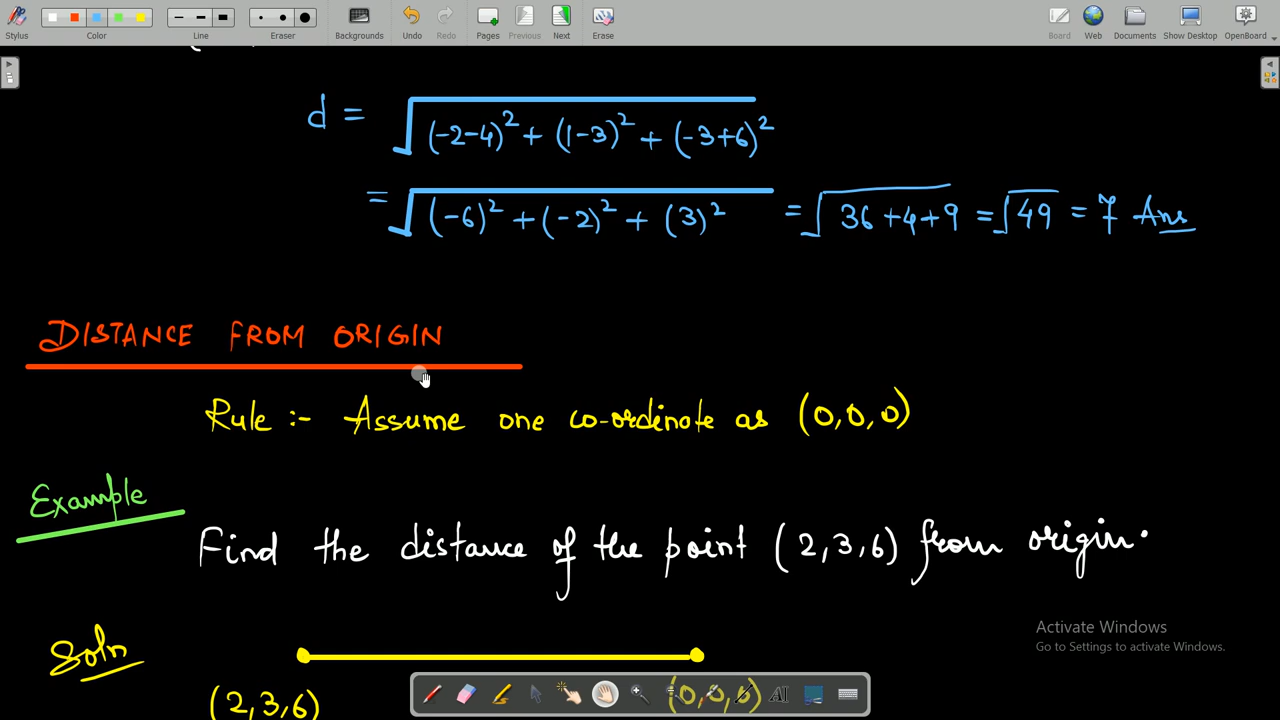 Stylus Color Line Eraser Backgrounds Undo Redo Pages Previous Next Erase Board Web Documents Show Desktop OpenBoard
d = √(-2-4)² + (1-3)² + (-3+6)²
= √(-6)² + (-2)² + (3)² = √36+4+9 = √49 = 7 Ans
DISTANCE FROM ORIGIN
Rule :- Assume one co-ordinate as (0,0,0)
Example
Find the distance of the point (2,3,6) from origin.
Activate Windows
Go to Settings to activate Windows.
Soln
(2,3,6) (0,0,0)
AI